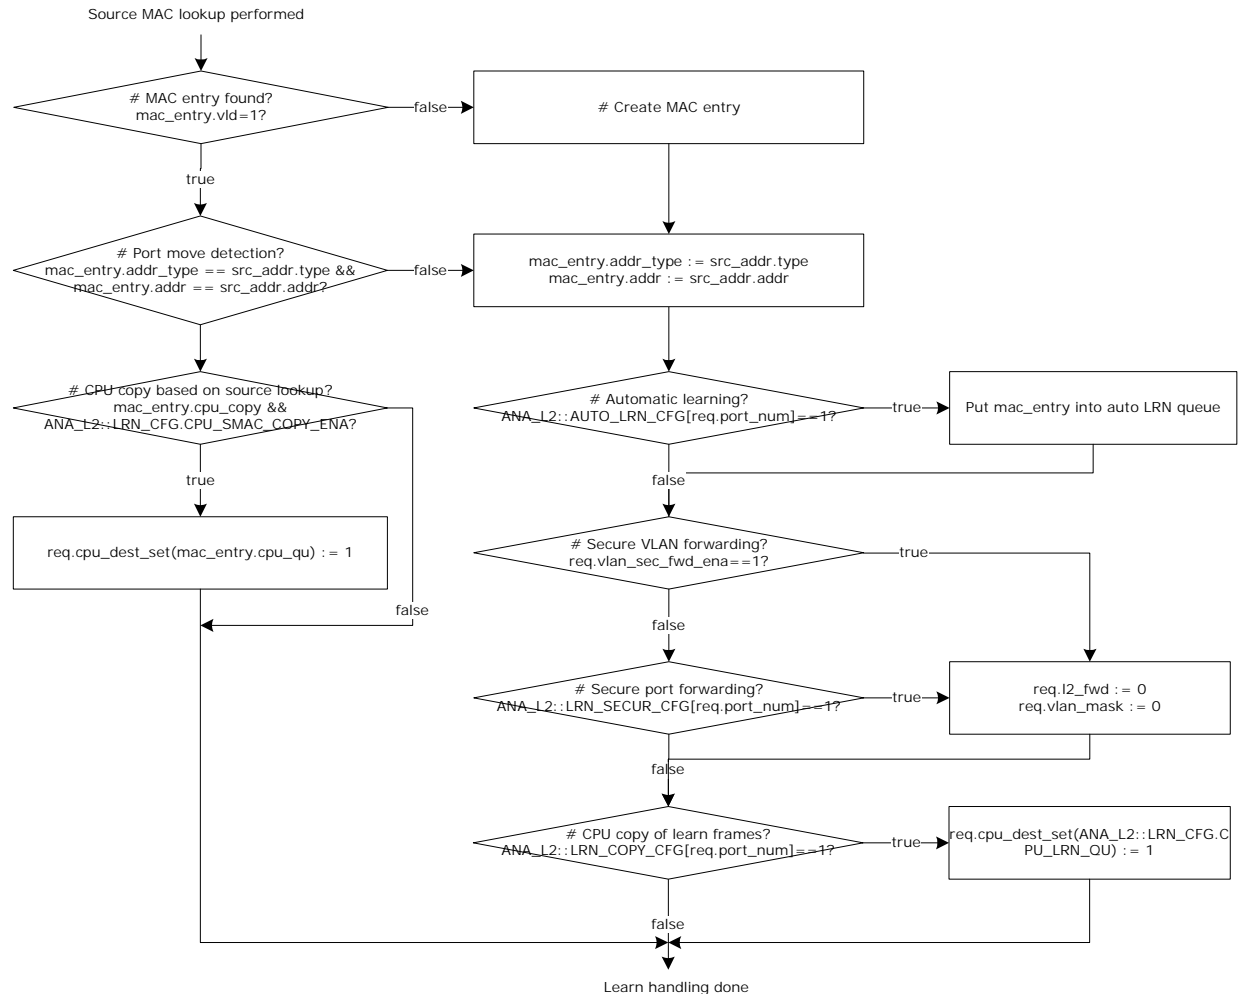 Source MAC lookup performed
# MAC entry found?
mac_entry.vld=1?
false
# Create MAC entry
true
# Port move detection?
mac_entry.addr_type == src_addr.type &&
mac_entry.addr == src_addr.addr?
false
mac_entry.addr_type := src_addr.type
mac_entry.addr := src_addr.addr
# CPU copy based on source lookup?
mac_entry.cpu_copy &&
ANA_L2::LRN_CFG.CPU_SMAC_COPY_ENA?
# Automatic learning?
ANA_L2::AUTO_LRN_CFG[req.port_num]==1?
true
Put mac_entry into auto LRN queue
true
false
req.cpu_dest_set(mac_entry.cpu_qu) := 1
# Secure VLAN forwarding?
req.vlan_sec_fwd_ena==1?
true
false
false
# Secure port forwarding?
ANA_L2::LRN_SECUR_CFG[req.port_num]==1?
true
req.l2_fwd := 0
req.vlan_mask := 0
false
# CPU copy of learn frames?
ANA_L2::LRN_COPY_CFG[req.port_num]==1?
true
req.cpu_dest_set(ANA_L2::LRN_CFG.C
PU_LRN_QU) := 1
false
Learn handling done